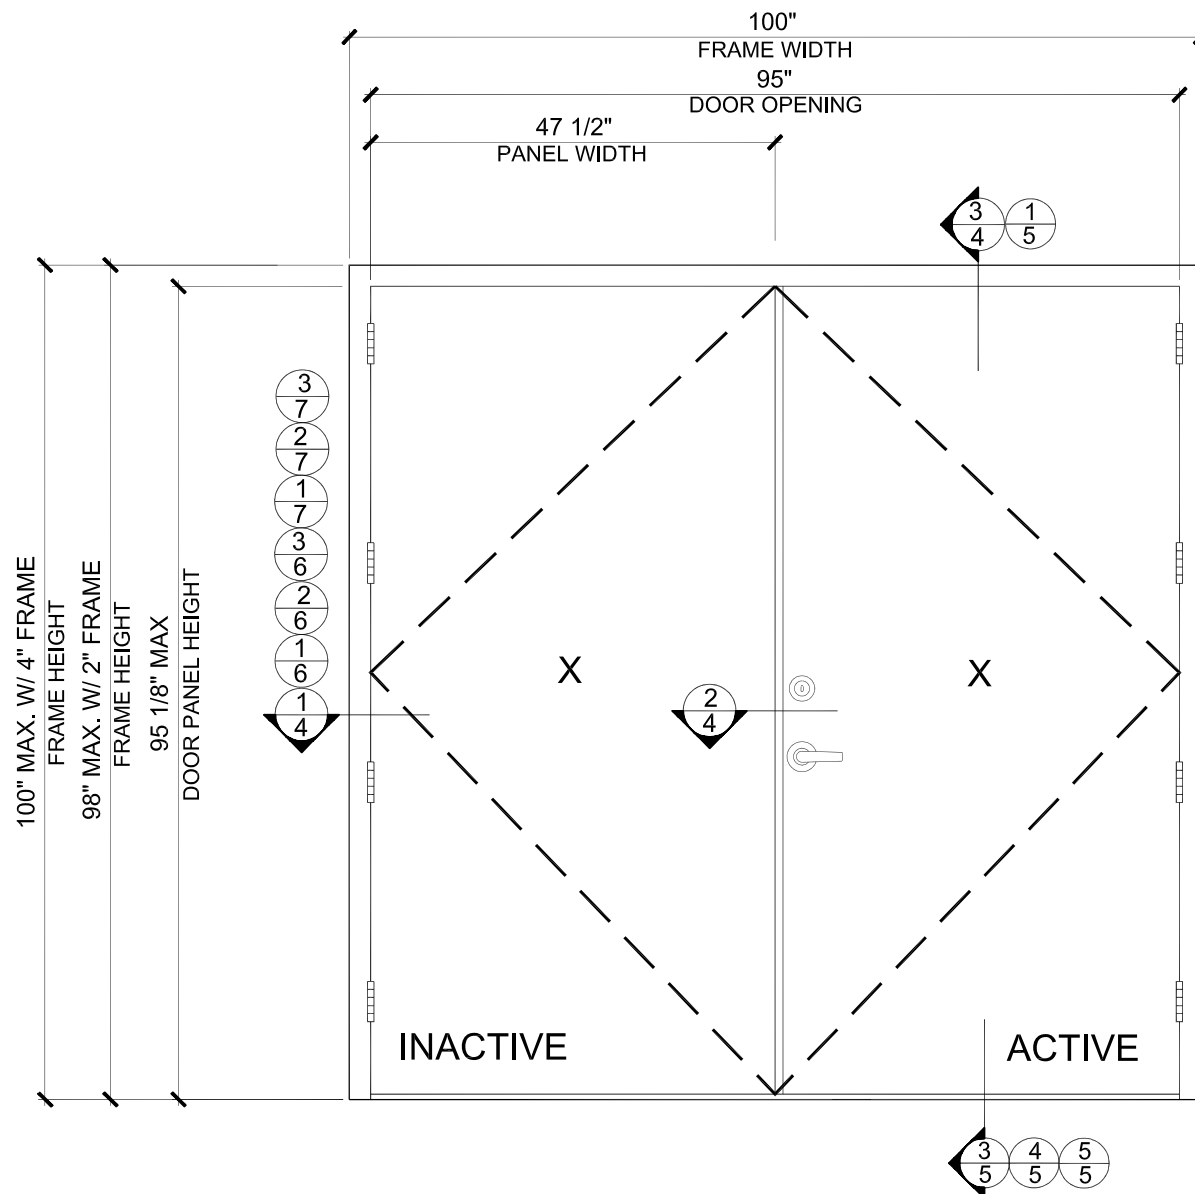 100"
FRAME WIDTH
95"
DOOR OPENING
47 1/2"
PANEL WIDTH
3
4
1
5
3
7
2
7
1
7
3
6
2
6
1
6
1
4
100" MAX. W/ 4" FRAME
FRAME HEIGHT
98" MAX. W/ 2" FRAME
FRAME HEIGHT
95 1/8" MAX
DOOR PANEL HEIGHT
X
2
4
X
INACTIVE
ACTIVE
3
5
4
5
5
5